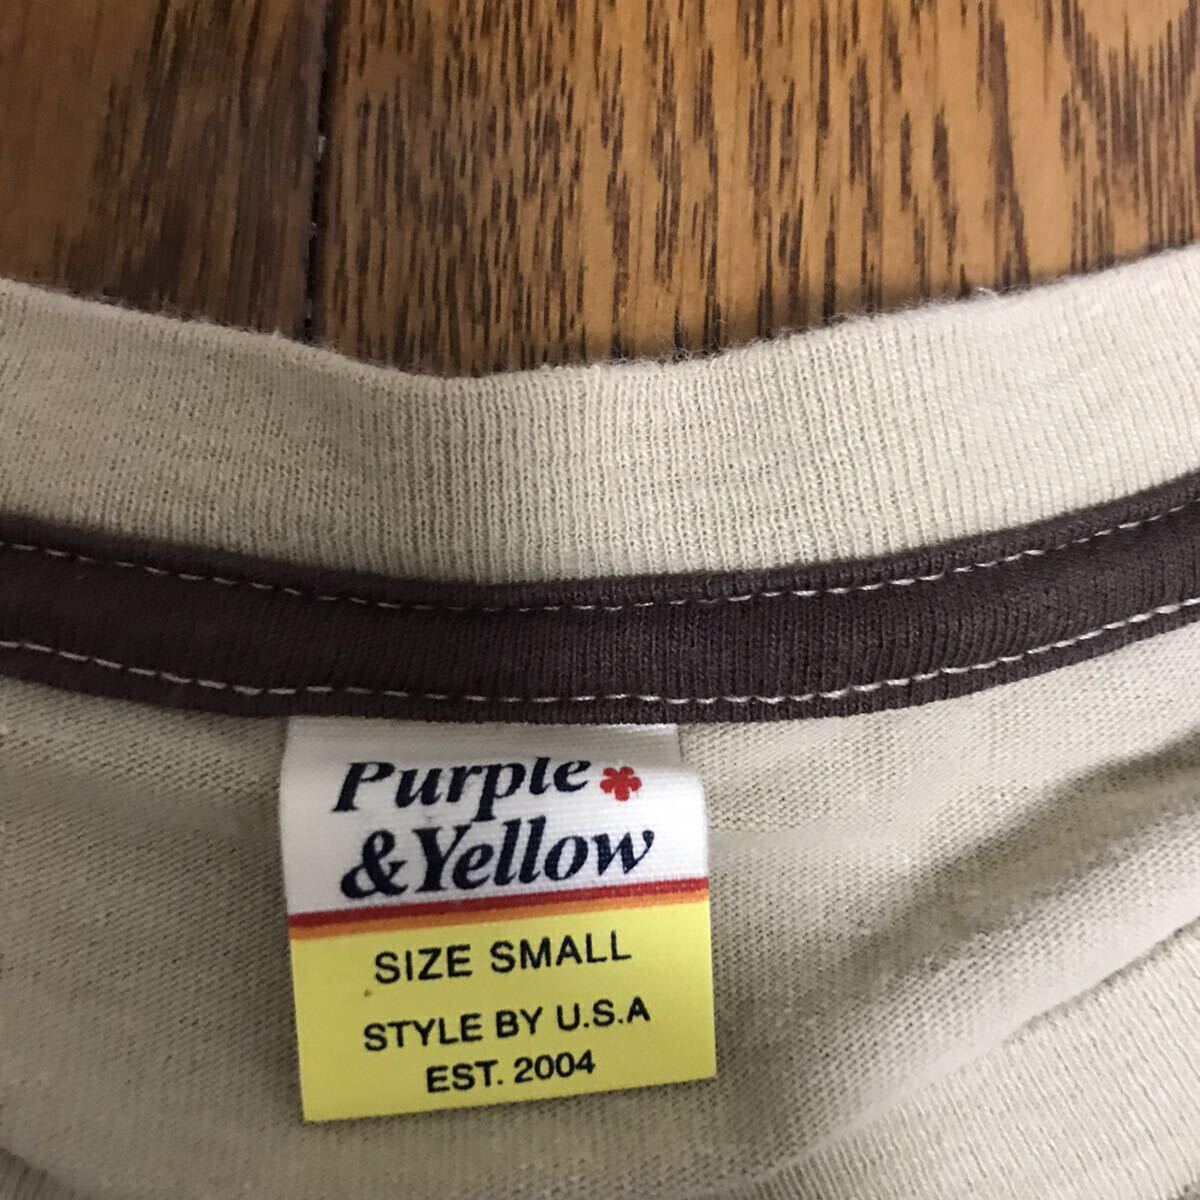 Purple
&Yellow
SIZE SMALL
STYLE BY U.S.A
EST. 2004